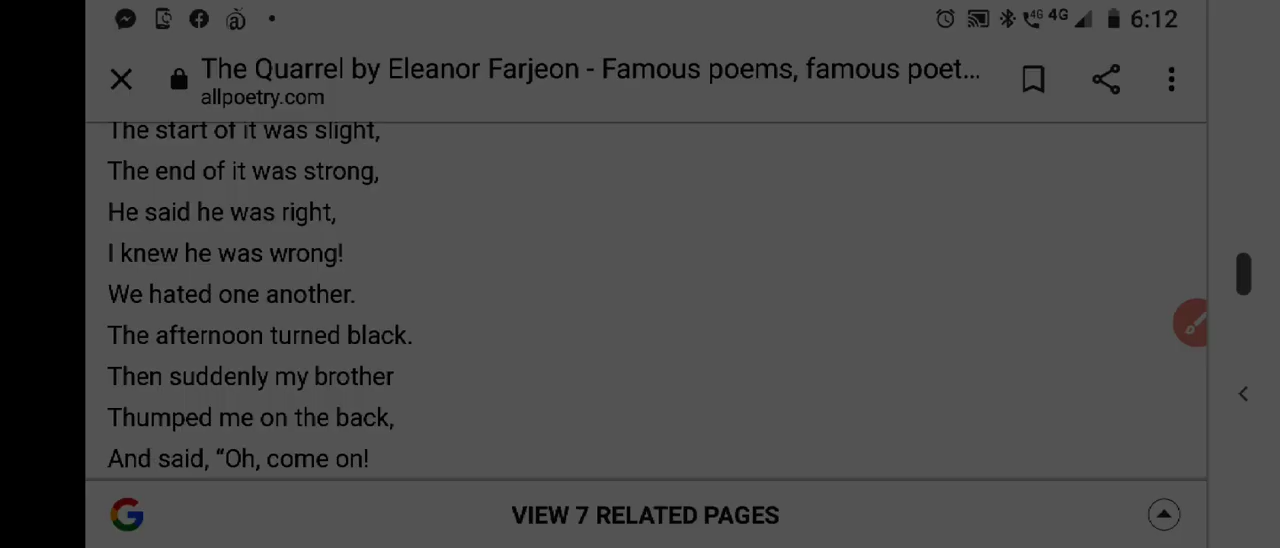 4G 4G 6:12
The Quarrel by Eleanor Farjeon - Famous poems, famous poet...
allpoetry.com
The start of it was slight,
The end of it was strong,
He said he was right,
I knew he was wrong!
We hated one another.
The afternoon turned black.
Then suddenly my brother
Thumped me on the back,
And said, “Oh, come on!
VIEW 7 RELATED PAGES